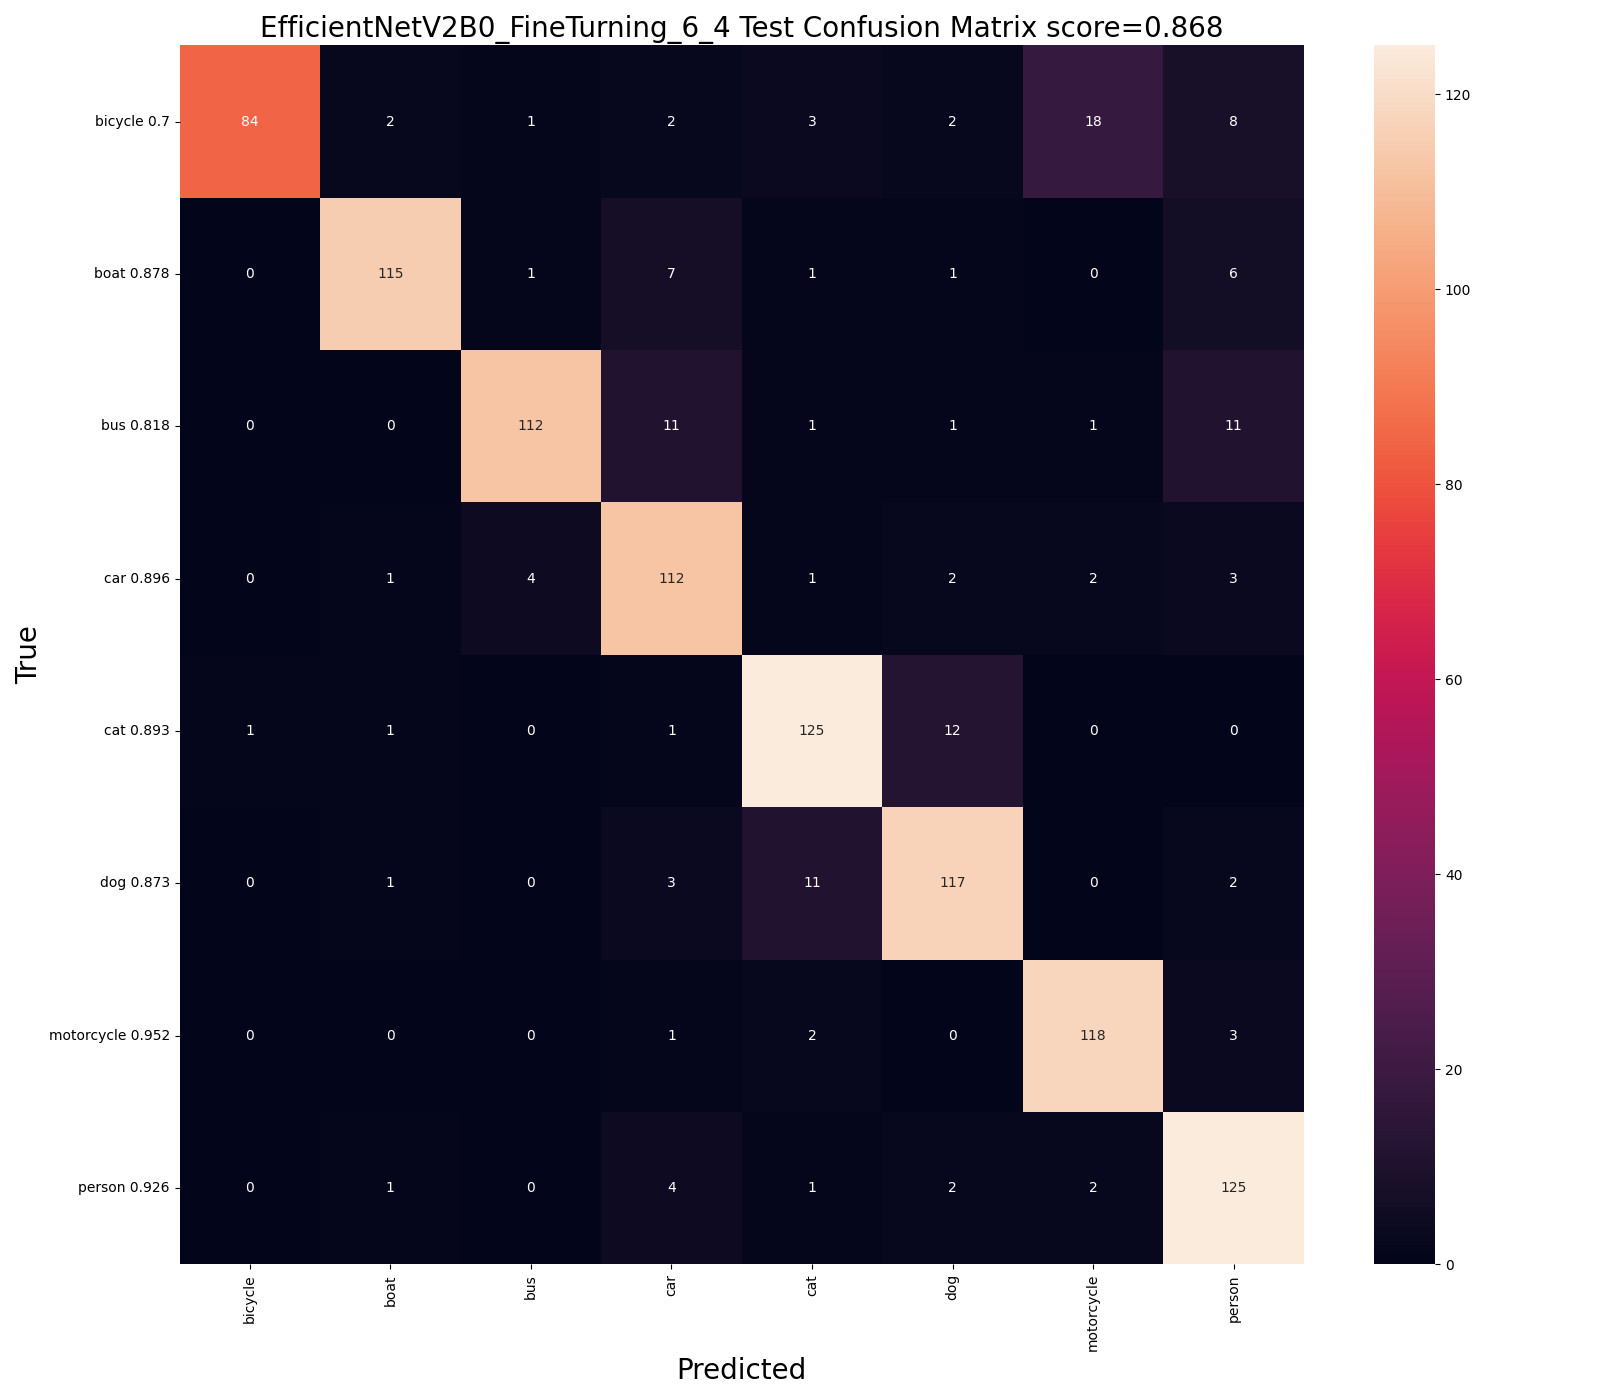 EfficientNetV2B0_FineTurning_6_4 Test Confusion Matrix score=0.868
bicycle 0.7 84 2 1 2 3 2 18 8
boat 0.878 0 115 1 7 1 1 0 6
bus 0.818 0 0 112 11 1 1 1 11
car 0.896 0 1 4 112 1 2 2 3
cat 0.893 1 1 0 1 125 12 0 0
dog 0.873 0 1 0 3 11 117 0 2
motorcycle 0.952 0 0 0 1 2 0 118 3
person 0.926 0 1 0 4 1 2 2 125
True
bicycle boat bus car cat dog motorcycle person
Predicted
120
100
80
60
40
20
0